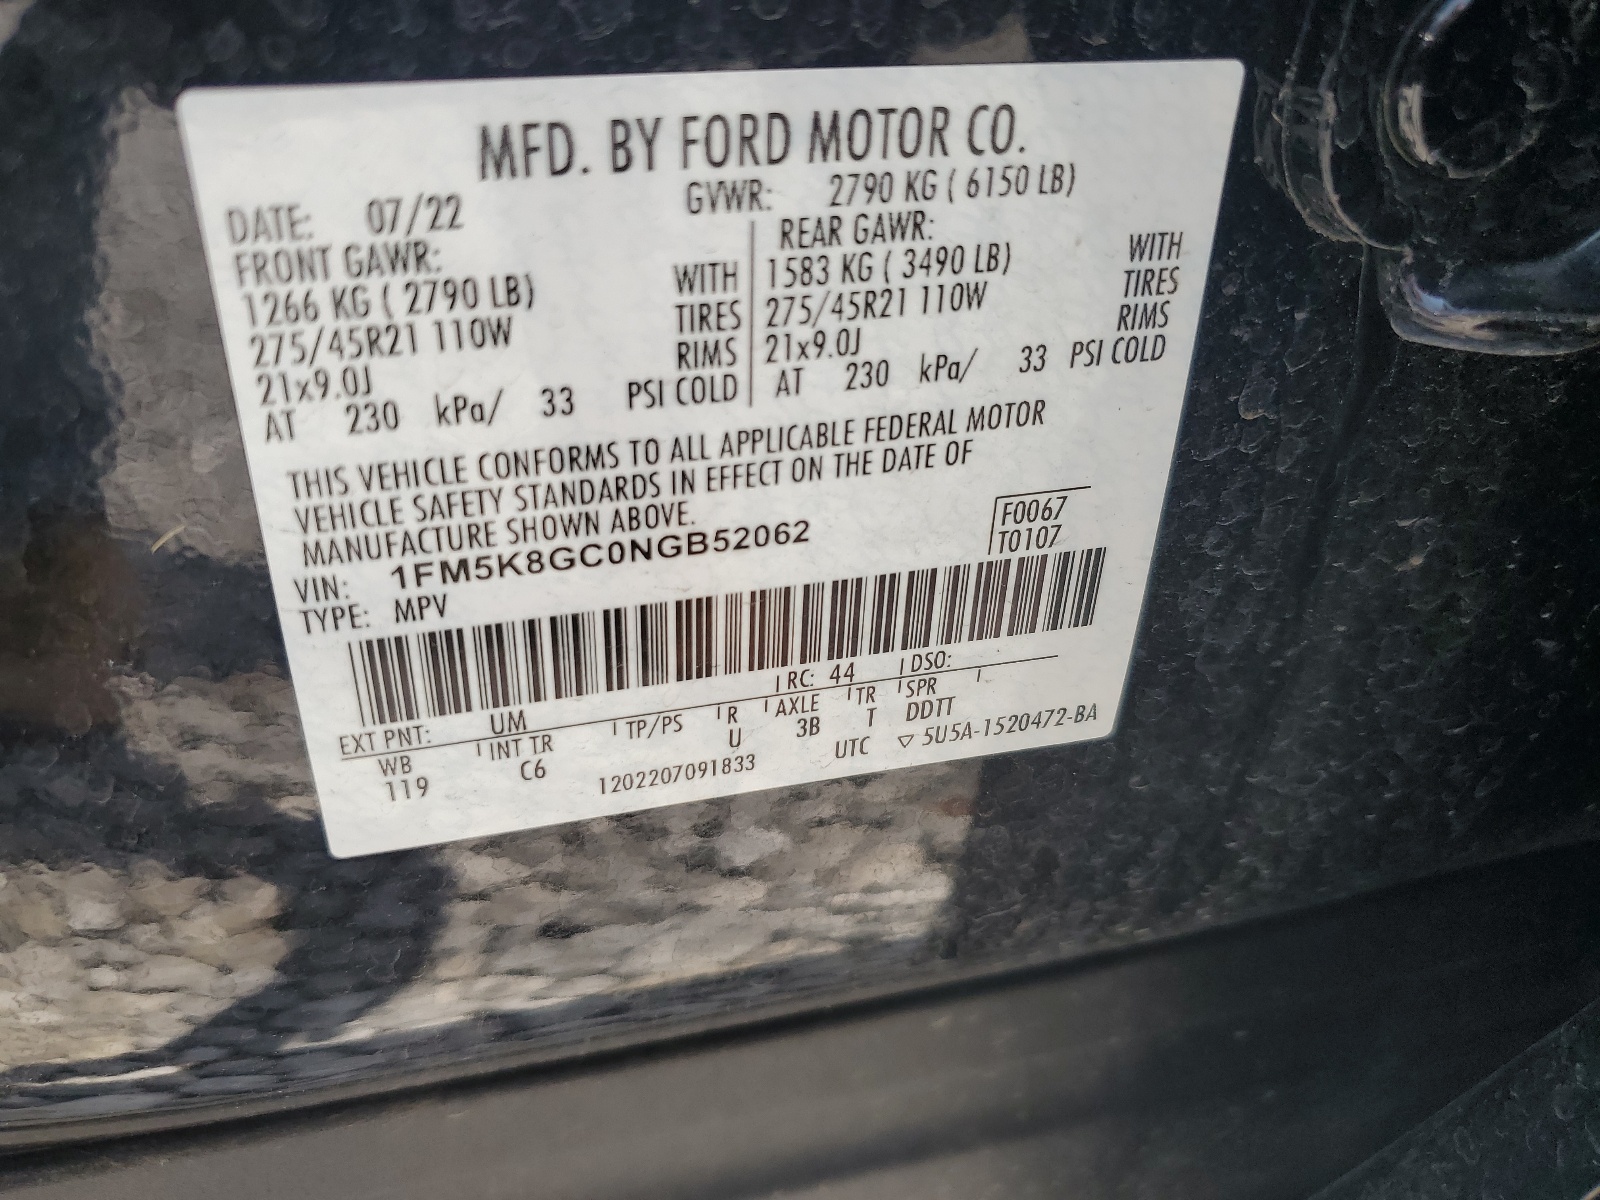 MFD. BY FORD MOTOR CO.
DATE: 07/22 GVWR: 2790 KG ( 6150 LB)
FRONT GAWR: REAR GAWR:
1266 KG ( 2790 LB) WITH 1583 KG ( 3490 LB) WITH
275/45R21 110W TIRES 275/45R21 110W TIRES
21x9.0J RIMS 21x9.0J RIMS
AT 230 kPa/ 33 PSI COLD AT 230 kPa/ 33 PSI COLD
THIS VEHICLE CONFORMS TO ALL APPLICABLE FEDERAL MOTOR
VEHICLE SAFETY STANDARDS IN EFFECT ON THE DATE OF
MANUFACTURE SHOWN ABOVE.
F0067
VIN: 1FM5K8GC0NGB52062 T0107
TYPE: MPV
EXT PNT: UM RC: 44 DSO:
WB INT TR TP/PS R AXLE TR SPR
119 C6 U 3B T DDTT
1202207091833 UTC ▽ 5U5A-1520472-BA